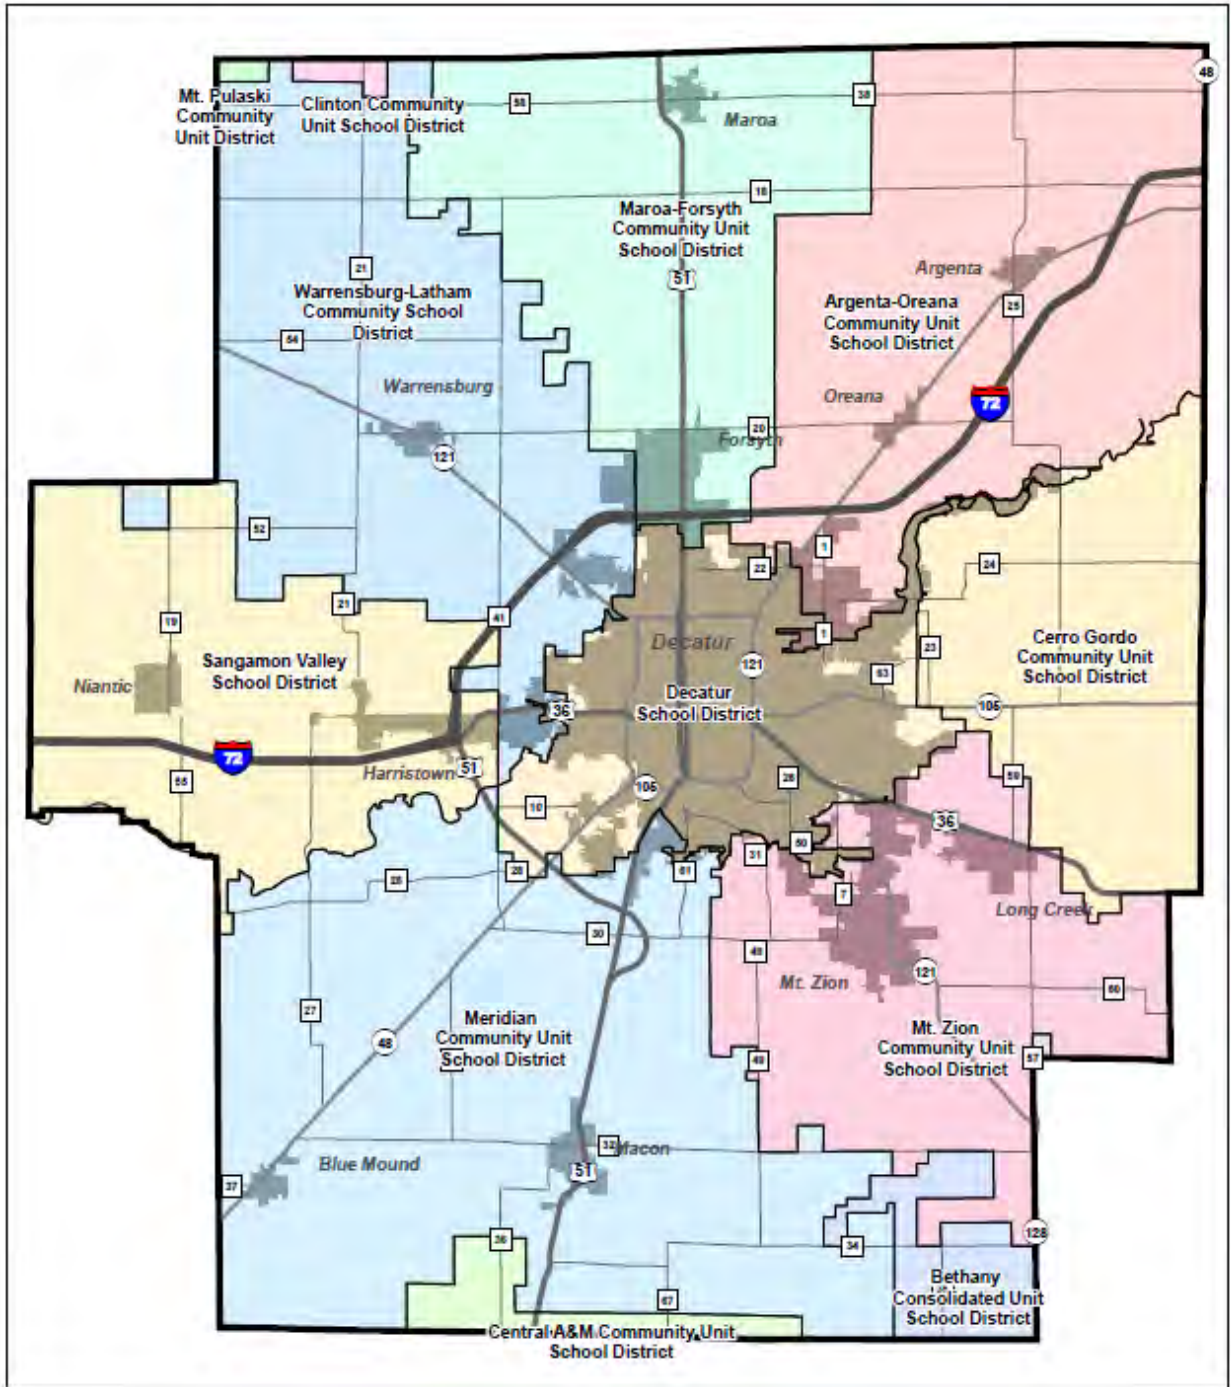 48
Mt. Pulaski
Community
Unit District
Clinton Community
Unit School District
58
38
Maroa
18
Maroa-Forsyth
Community Unit
School District
51
21
Warrensburg-Latham
Community School
District
Argenta
Argenta-Oreana
Community Unit
School District
25
54
Warrensburg
Oreana
72
20
Forsyth
121
52
1
22
24
21
41
19
1
Decatur
121
23
Cerro Gordo
Community Unit
School District
Sangamon Valley
School District
Niantic
53
Decatur
School District
36
105
72
Harristown
51
55
105
26
59
10
36
50
31
28
28
61
7
Long Creek
30
49
Mt. Zion
121
60
27
Meridian
Community Unit
School District
Mt. Zion
Community Unit
School District
48
49
57
32
Macon
Blue Mound
51
37
128
36
34
Bethany
Consolidated Unit
School District
67
Central A&M Community Unit
School District